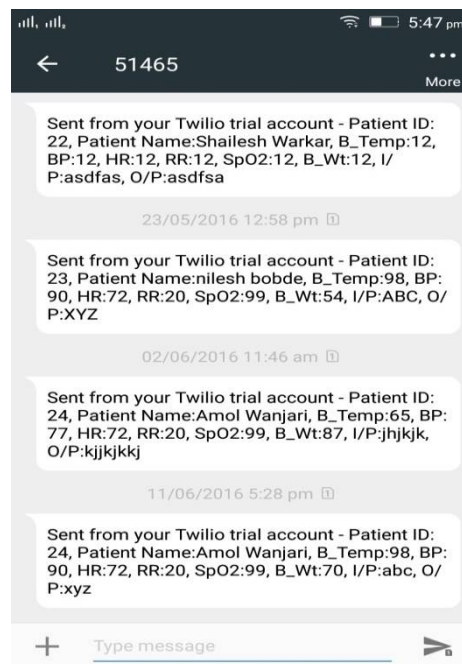 5:47 pm
51465
More
Sent from your Twilio trial account - Patient ID:
22, Patient Name:Shailesh Warkar, B_Temp:12,
BP:12, HR:12, RR:12, SpO2:12, B_Wt:12, I/
P:asdfas, O/P:asdfsa
23/05/2016 12:58 pm 1
Sent from your Twilio trial account - Patient ID:
23, Patient Name:nilesh bobde, B_Temp:98, BP:
90, HR:72, RR:20, SpO2:99, B_Wt:54, I/P:ABC, O/
P:XYZ
02/06/2016 11:46 am 1
Sent from your Twilio trial account - Patient ID:
24, Patient Name:Amol Wanjari, B_Temp:65, BP:
77, HR:72, RR:20, SpO2:99, B_Wt:87, I/P:jhjkjk,
O/P:kjjkjkkj
11/06/2016 5:28 pm 1
Sent from your Twilio trial account - Patient ID:
24, Patient Name:Amol Wanjari, B_Temp:98, BP:
90, HR:72, RR:20, SpO2:99, B_Wt:70, I/P:abc, O/
P:xyz
Type message